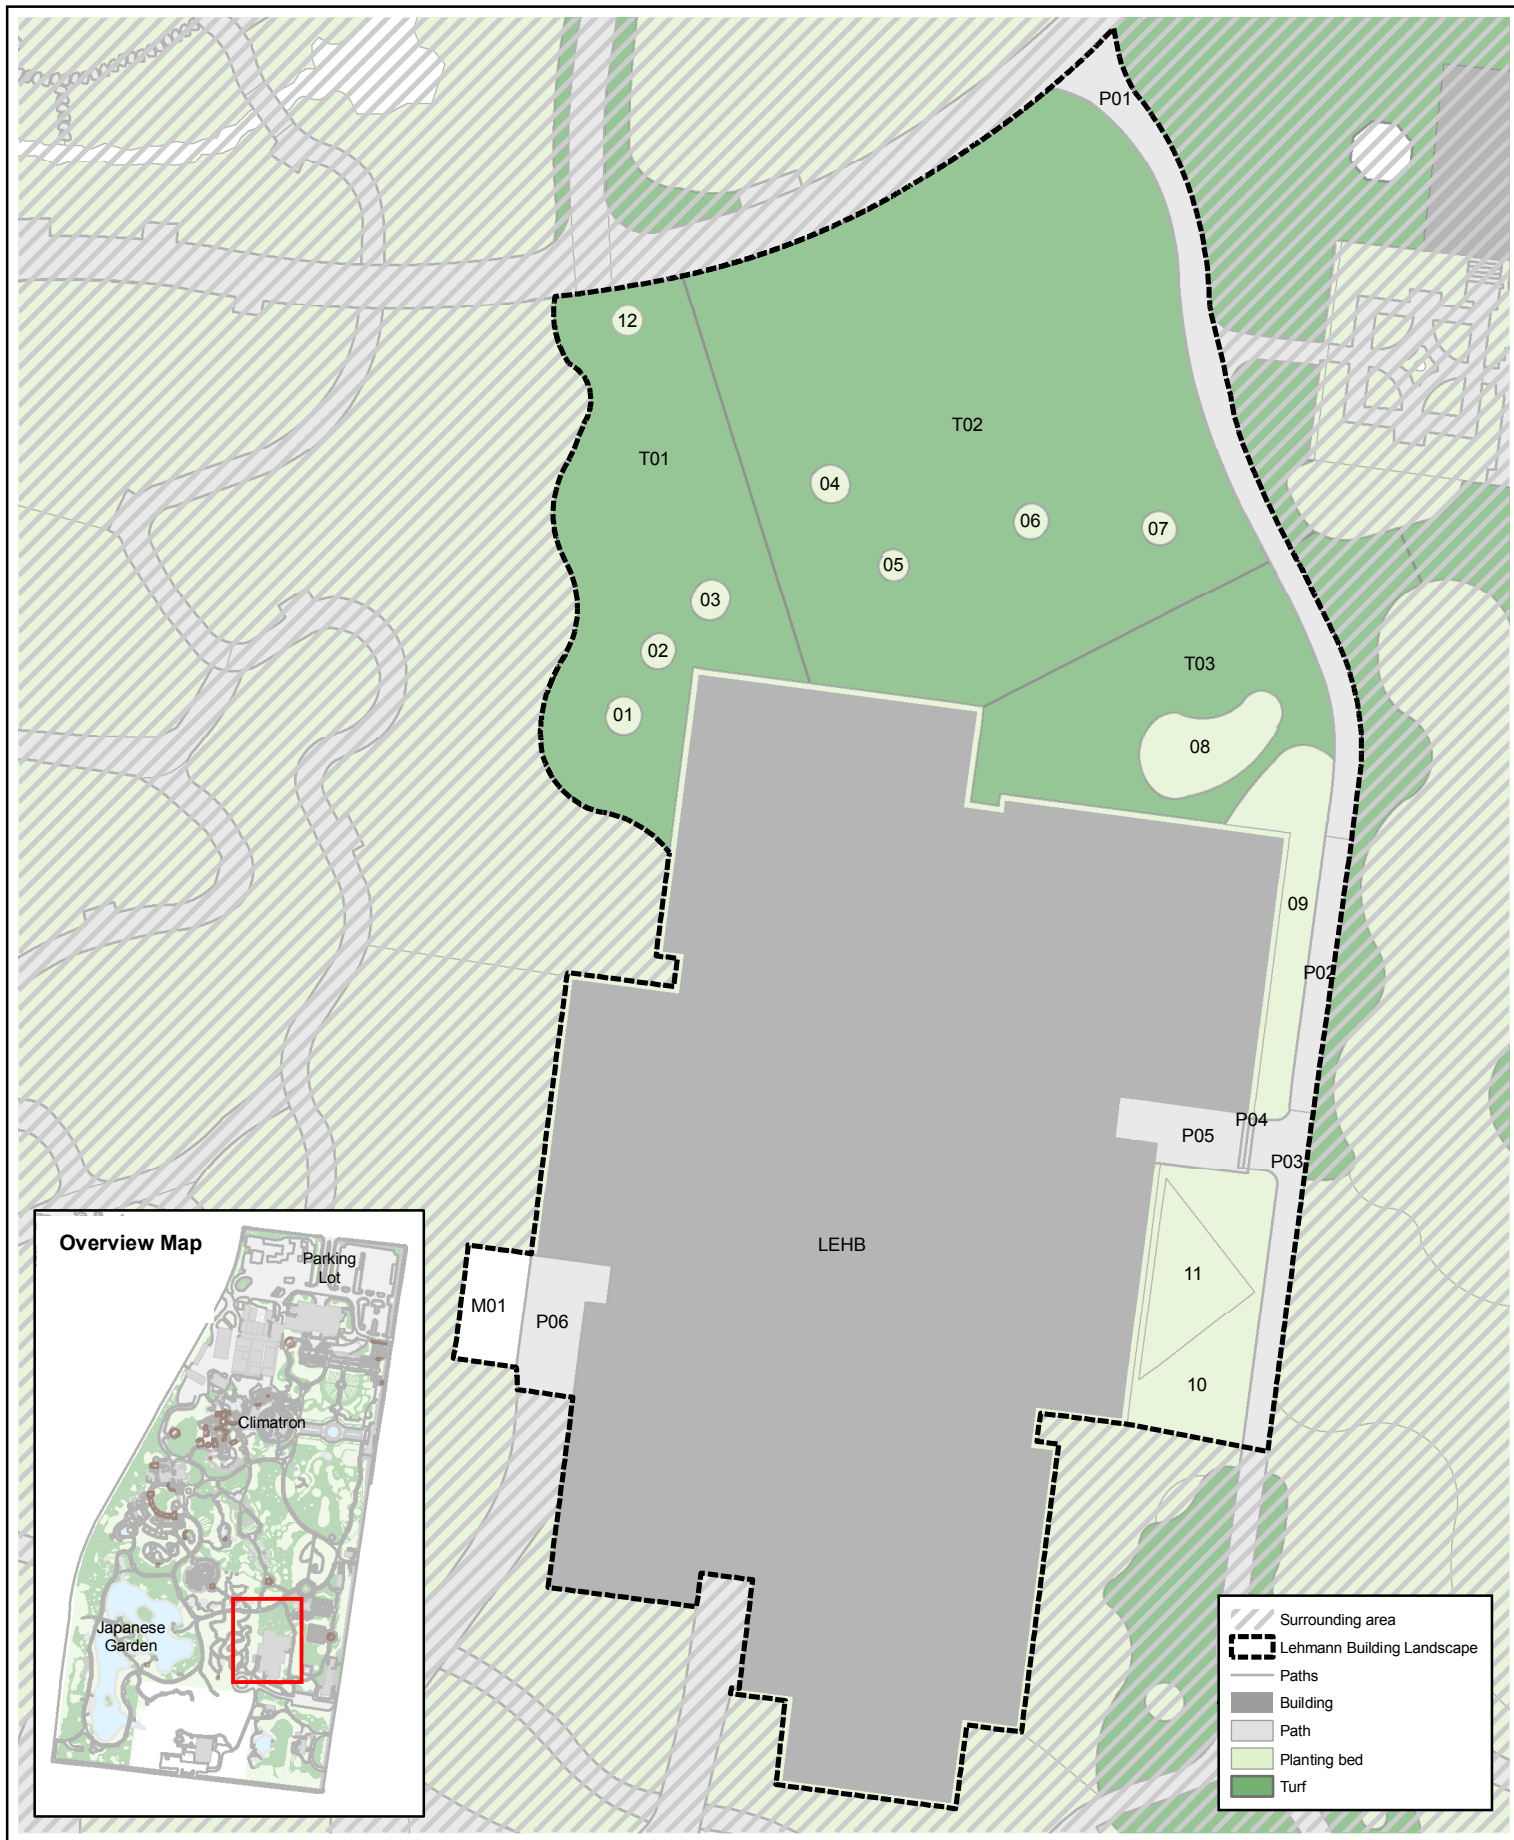 P01
12
T02
T01
04
06
07
05
03
02
T03
01
08
09
P02
P04
P05
P03
LEHB
11
M01
P06
10
Overview Map
Parking
Lot
Climatron
Japanese
Garden
Surrounding area
Lehmann Building Landscape
Paths
Building
Path
Planting bed
Turf